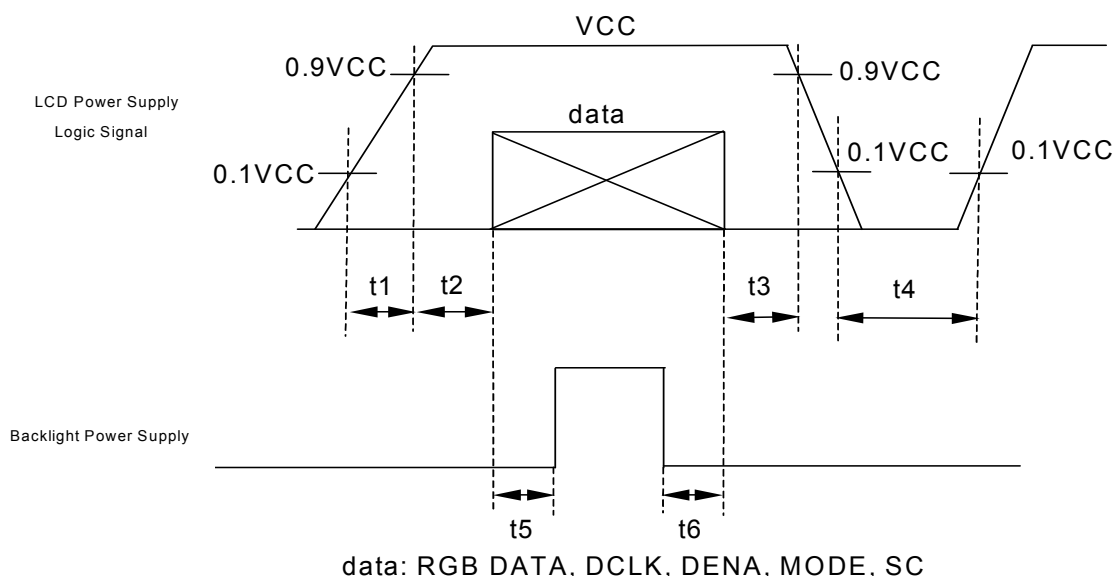 VCC
0.9VCC
0.9VCC
LCD Power Supply
Logic Signal
data
0.1VCC
0.1VCC
0.1VCC
t1
t2
t3
t4
Backlight Power Supply
t5
t6
data: RGB DATA, DCLK, DENA, MODE, SC